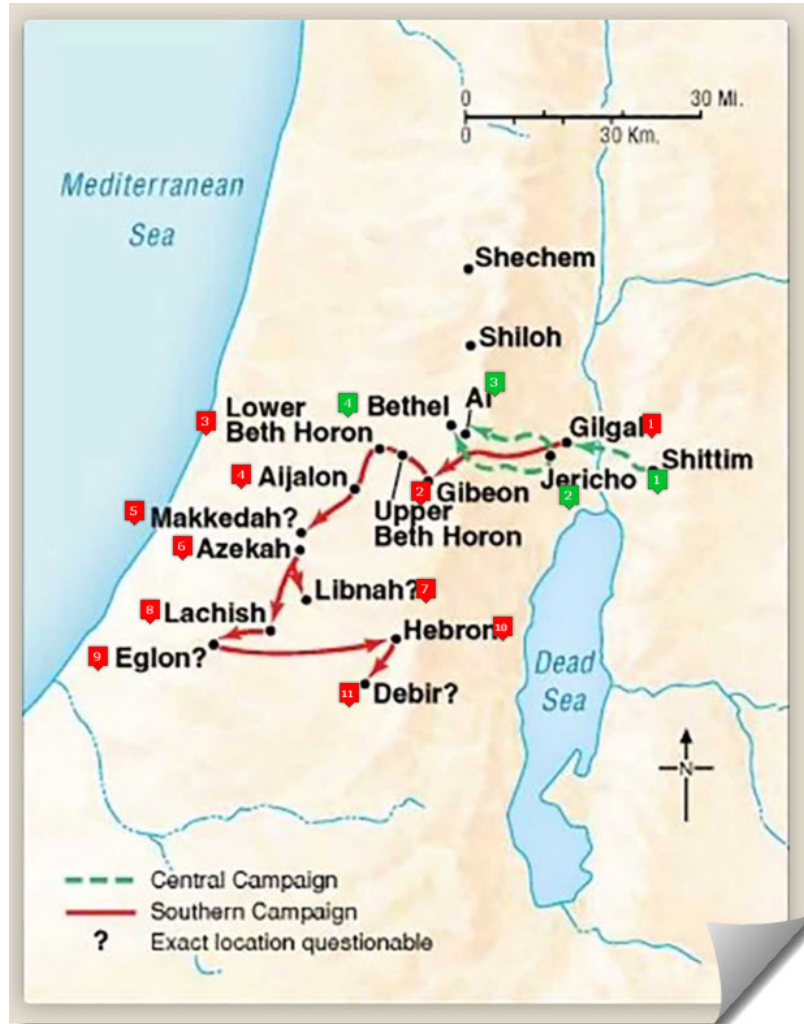 0 30 MI.
0 30 Km.
Mediterranean
Sea
Shechem
Shiloh
3
4 Bethel Ai
3 Lower
Beth Horon
Gilgal 1
Shittim
1
4 Aijalon
2 Gibeon
Jericho
2
5 Makkedah?
Upper
Beth Horon
6 Azekah
Libnah? 7
8 Lachish
Hebron 10
9 Eglon?
11 Debir?
Dead
Sea
N
Central Campaign
Southern Campaign
? Exact location questionable